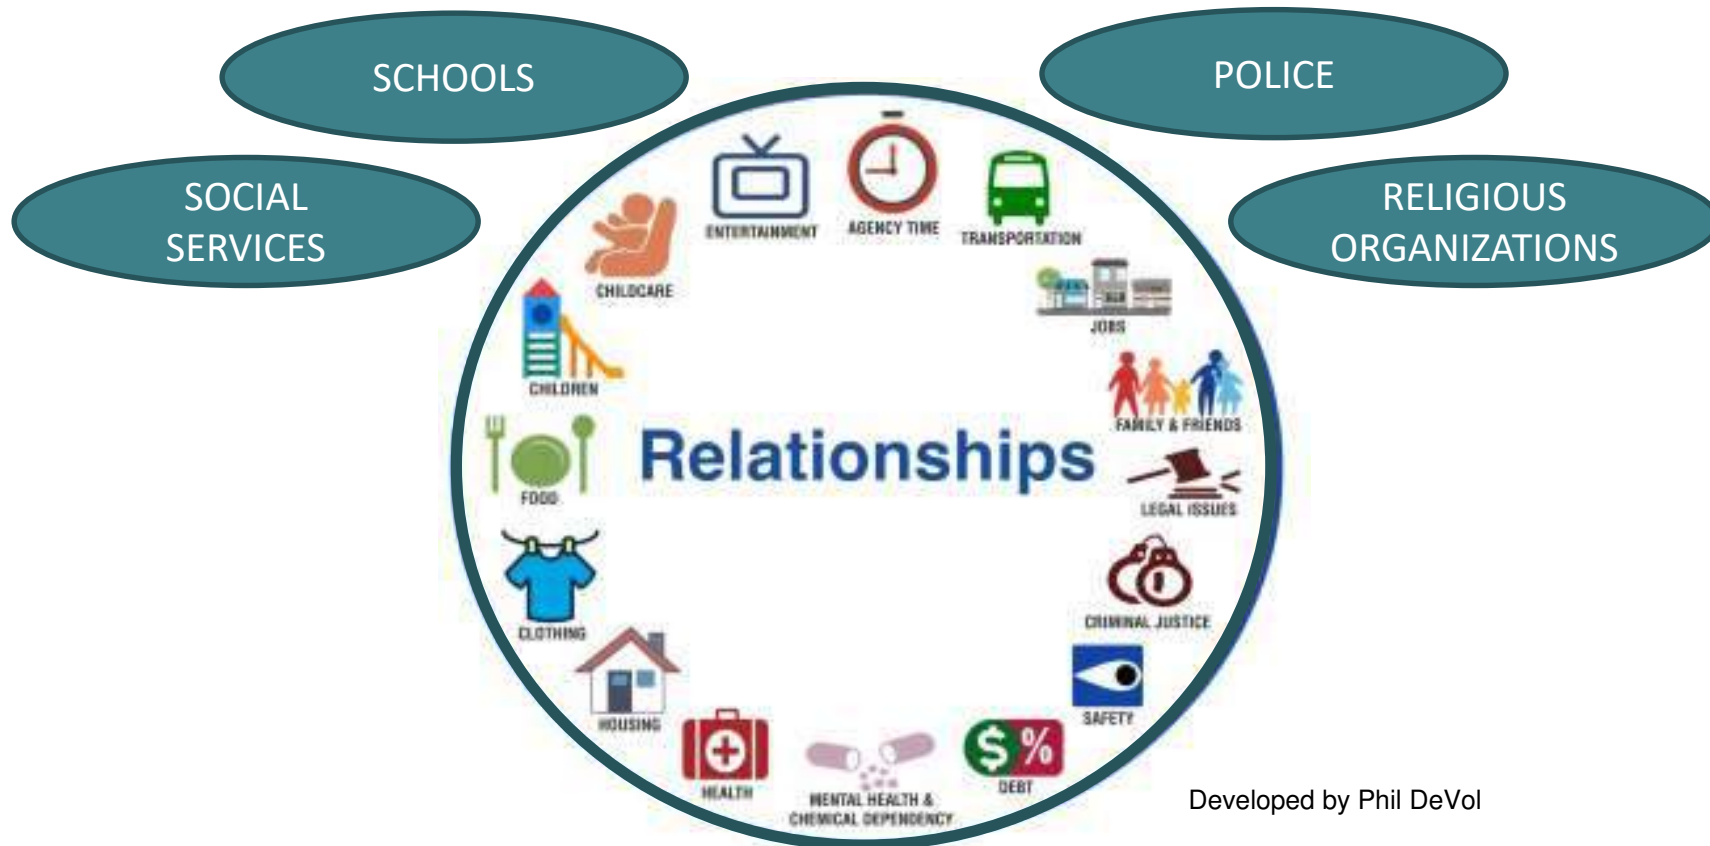 SCHOOLS
POLICE
SOCIAL
SERVICES
RELIGIOUS
ORGANIZATIONS
ENTERTAINMENT
AGENCY TIME
TRANSPORTATION
CHILDCARE
JOBS
CHILDREN
FAMILY & FRIENDS
Relationships
FOOD
LEGAL ISSUES
CLOTHING
CRIMINAL JUSTICE
HOUSING
SAFETY
HEALTH
MENTAL HEALTH &
CHEMICAL DEPENDENCY
$ %
DEBT
Developed by Phil DeVol